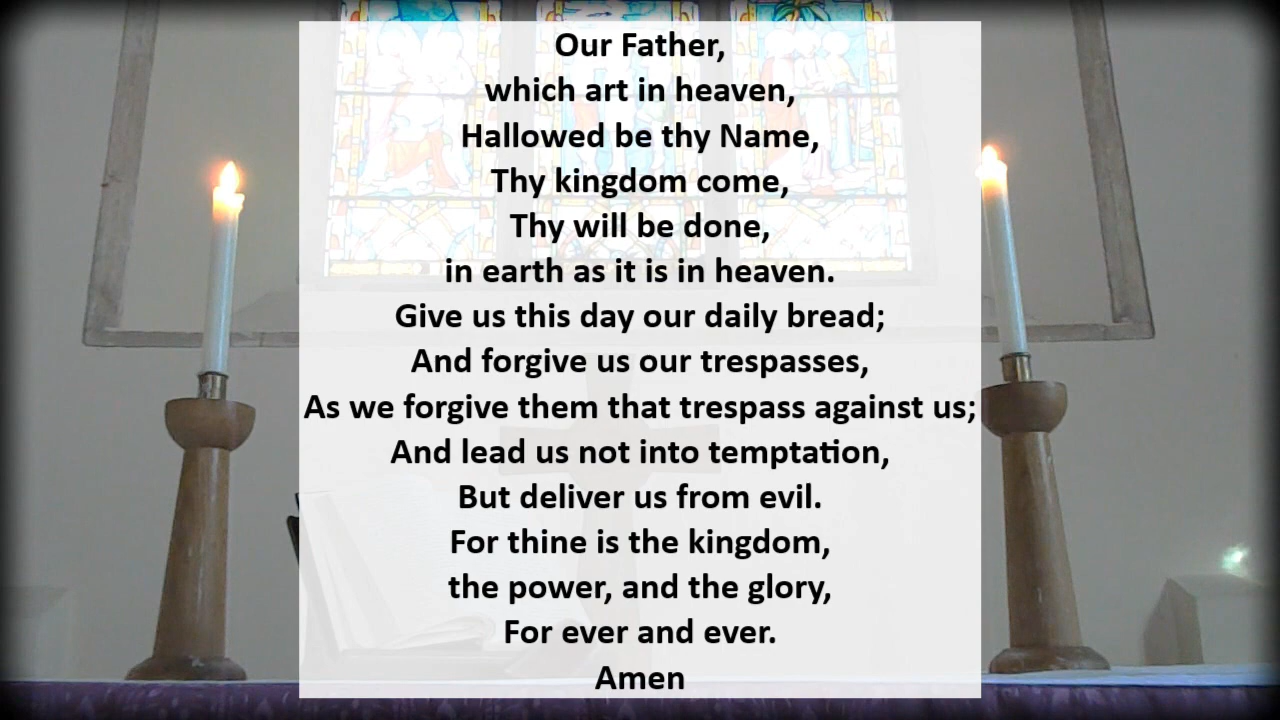 Our Father,
which art in heaven,
Hallowed be thy Name,
Thy kingdom come,
Thy will be done,
in earth as it is in heaven.
Give us this day our daily bread;
And forgive us our trespasses,
As we forgive them that trespass against us;
And lead us not into temptation,
But deliver us from evil.
For thine is the kingdom,
the power, and the glory,
For ever and ever.
Amen